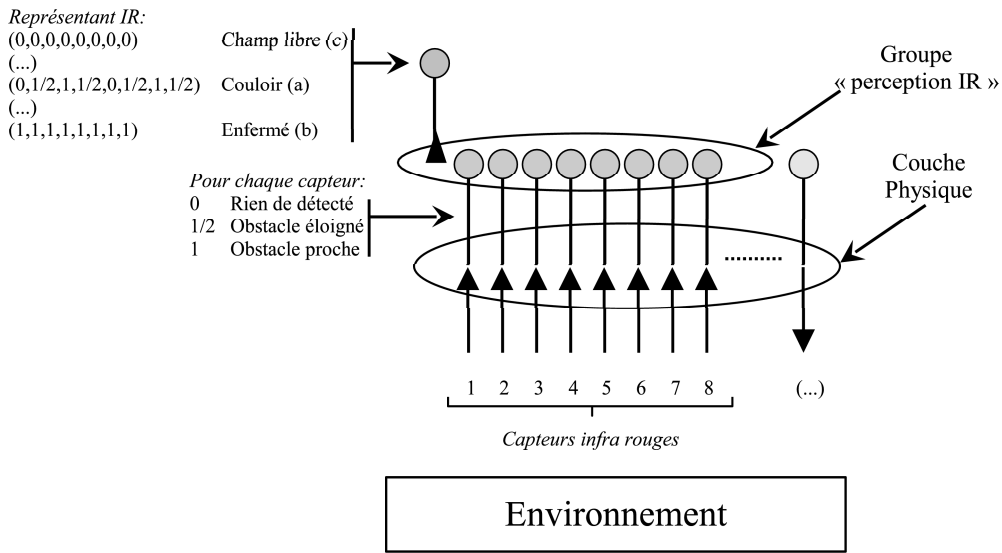 Représentant IR:
(0,0,0,0,0,0,0,0) Champ libre (c)
(...)
(0,1/2,1,1/2,0,1/2,1,1/2) Couloir (a)
(...)
(1,1,1,1,1,1,1,1) Enfermé (b)
Groupe
« perception IR »
Pour chaque capteur:
0 Rien de détecté
1/2 Obstacle éloigné
1 Obstacle proche
Couche
Physique
1 2 3 4 5 6 7 8 (...)
Capteurs infra rouges
Environnement